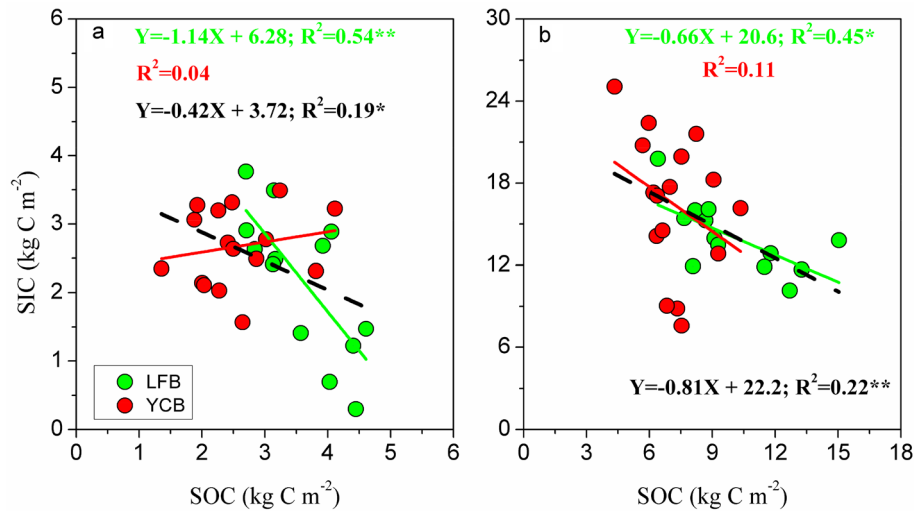 a
Y=-1.14X + 6.28; R²=0.54**
R²=0.04
Y=-0.42X + 3.72; R²=0.19*
6
5
4
3
2
1
0
SIC (kg C m⁻²)
LFB
YCB
0 1 2 3 4 5 6
SOC (kg C m⁻²)
b
Y=-0.66X + 20.6; R²=0.45*
R²=0.11
30
24
18
12
6
0
SIC (kg C m⁻²)
Y=-0.81X + 22.2; R²=0.22**
0 3 6 9 12 15 18
SOC (kg C m⁻²)